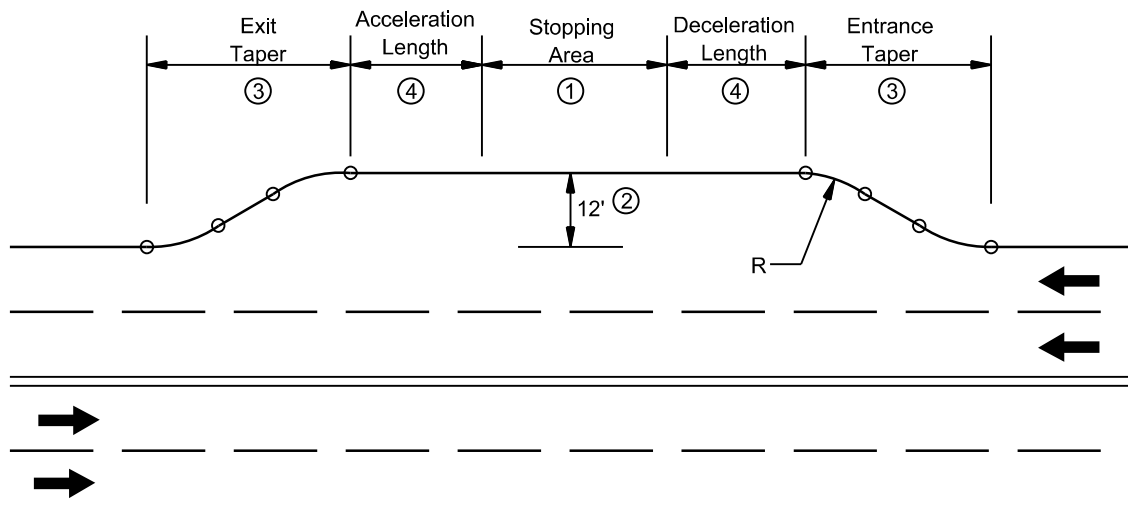 Exit
Taper
③
Acceleration
Length
④
Stopping
Area
①
Deceleration
Length
④
Entrance
Taper
③
12' ②
R